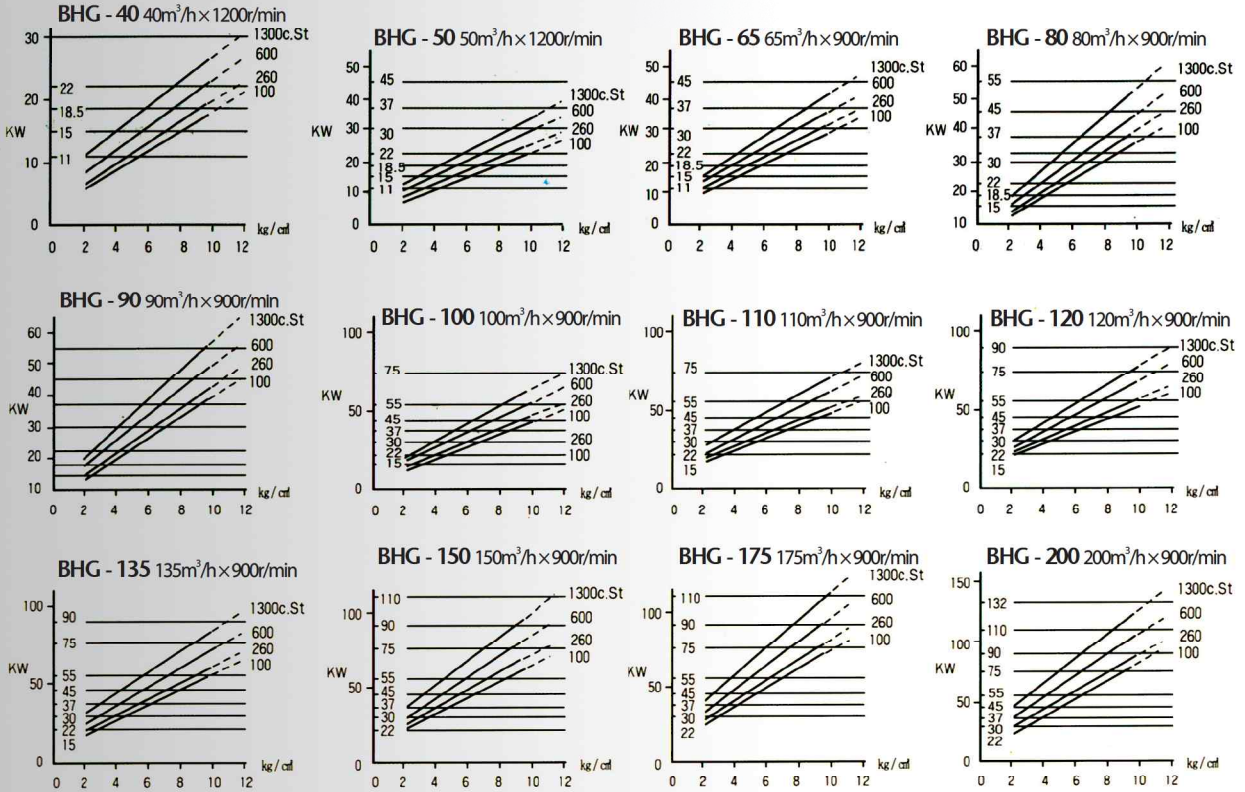 BHG - 40 40m³/h×1200r/min
30
20
10
0
KW
22
18.5
15
11
1300c.St
600
260
100
0 2 4 6 8 10 12
kg/c㎡
BHG - 50 50m³/h×1200r/min
50
40
30
20
10
0
KW
45
37
30
22
18.5
15
11
1300c.St
600
260
100
0 2 4 6 8 10 12
kg/c㎡
BHG - 65 65m³/h×900r/min
50
40
30
20
10
0
KW
45
37
30
22
18.5
15
11
1300c.St
600
260
100
0 2 4 6 8 10 12
kg/c㎡
BHG - 80 80m³/h×900r/min
60
50
40
30
20
10
KW
55
45
37
30
22
18.5
15
1300c.St
600
260
100
0 2 4 6 8 10 12
kg/c㎡
BHG - 90 90m³/h×900r/min
60
50
40
30
20
10
KW
1300c.St
600
260
100
0 2 4 6 8 10 12
kg/c㎡
BHG - 100 100m³/h×900r/min
100
50
0
KW
75
55
45
37
30
22
15
1300c.St
600
260
100
260
100
0 2 4 6 8 10 12
kg/c㎡
BHG - 110 110m³/h×900r/min
100
50
0
KW
75
55
45
37
30
22
15
1300c.St
600
260
100
0 2 4 6 8 10 12
kg/c㎡
BHG - 120 120m³/h×900r/min
100
50
0
KW
90
75
55
45
37
30
22
15
1300c.St
600
260
100
0 2 4 6 8 10 12
kg/c㎡
BHG - 135 135m³/h×900r/min
100
50
0
KW
90
75
55
45
37
30
22
15
1300c.St
600
260
100
0 2 4 6 8 10 12
kg/c㎡
BHG - 150 150m³/h×900r/min
100
50
0
KW
110
90
75
55
45
37
30
22
1300c.St
600
260
100
0 2 4 6 8 10 12
kg/c㎡
BHG - 175 175m³/h×900r/min
100
50
0
KW
110
90
75
55
45
37
30
22
1300c.St
600
260
100
0 2 4 6 8 10 12
kg/c㎡
BHG - 200 200m³/h×900r/min
150
100
50
0
KW
132
110
90
75
55
45
37
30
22
1300c.St
600
260
100
0 2 4 6 8 10 12
kg/c㎡